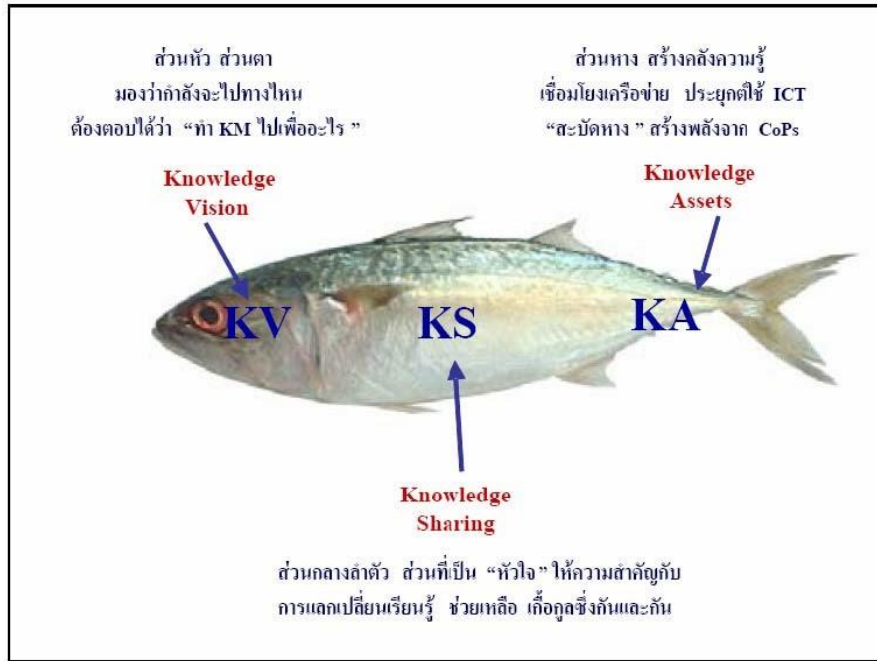 ส่วนหัว ส่วนตา
มองว่ากำลังจะไปทางไหน
ต้องตอบได้ว่า “ทำ KM ไปเพื่ออะไร ”
Knowledge
Vision
ส่วนหาง สร้างคลังความรู้
เชื่อมโยงเครือข่าย ประยุกต์ใช้ ICT
“สะบัดหาง ” สร้างพลังจาก CoPs
Knowledge
Assets
KV
KS
KA
Knowledge
Sharing
ส่วนกลางลำตัว ส่วนที่เป็น “หัวใจ” ให้ความสำคัญกับ
การแลกเปลี่ยนเรียนรู้ ช่วยเหลือ เกื้อกูลซึ่งกันและกัน